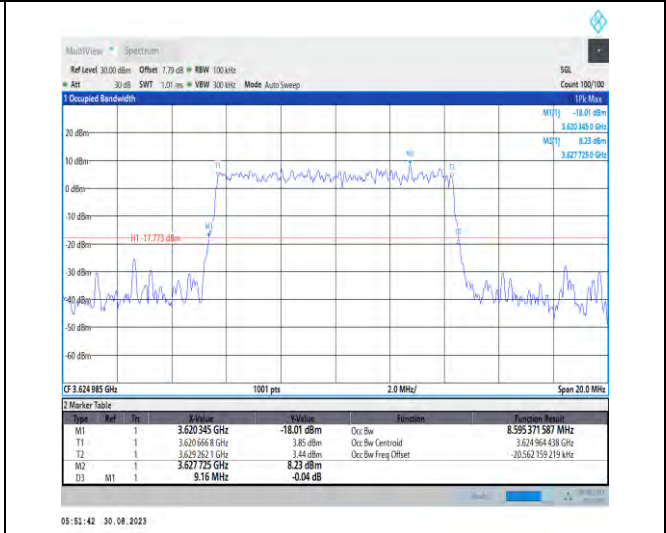 MultiView Spectrum
Ref Level 30.00 dBm Offset 7.79 dB RBW 100 kHz SGL
Att 30 dB SWT 1.01 ms VBW 300 kHz Mode Auto Sweep Count 100/100
1 Occupied Bandwidth 1Pk Max
M1[1] -18.01 dBm
3.620 345 0 GHz
20 dBm M2[1] 8.23 dBm
3.627 725 0 GHz
10 dBm
M2
T1 T2
0 dBm
-10 dBm
M1 D3
H1 -17.773 dBm
-20 dBm
-30 dBm
-40 dBm
-50 dBm
-60 dBm
CF 3.624 985 GHz 1001 pts 2.0 MHz/ Span 20.0 MHz
2 Marker Table
Type Ref Trc X-Value Y-Value Function Function Result
M1 1 3.620 345 GHz -18.01 dBm Occ Bw 8.595 371 587 MHz
T1 1 3.620 666 8 GHz 3.85 dBm Occ Bw Centroid 3.624 964 438 GHz
T2 1 3.629 262 1 GHz 3.44 dBm Occ Bw Freq Offset -20.562 159 219 kHz
M2 1 3.627 725 GHz 8.23 dBm
D3 M1 1 9.16 MHz -0.04 dB
05:51:42 30.08.2023